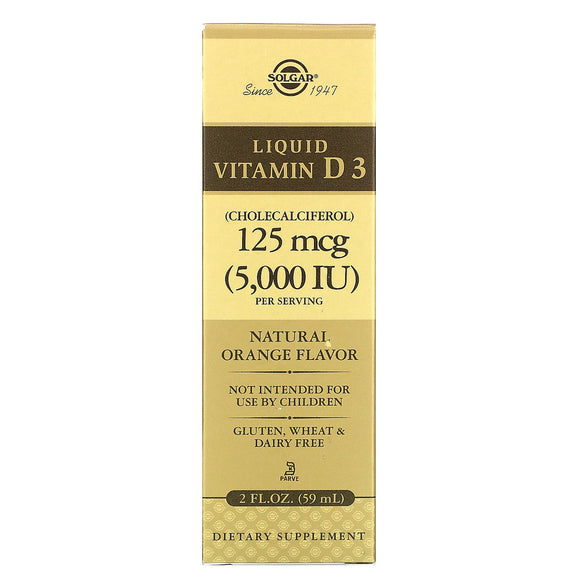 SOLGAR®
Since 1947
LIQUID
VITAMIN D 3
(CHOLECALCIFEROL)
125 mcg
(5,000 IU)
PER SERVING
NATURAL
ORANGE FLAVOR
NOT INTENDED FOR
USE BY CHILDREN
GLUTEN, WHEAT &
DAIRY FREE
PARVE
2 FL.OZ. (59 mL)
DIETARY SUPPLEMENT